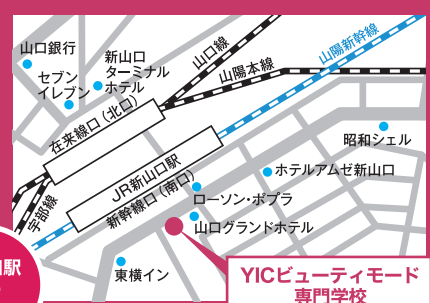 山口銀行
セブン
イレブン
新山口
ターミナル
ホテル
山口線
山陽本線
山陽新幹線
在来線口(北口)
昭和シェル
JR新山口駅
新幹線口(南口)
ホテルアムゼ新山口
ローソン・ポプラ
山口グランドホテル
宇部線
東横イン
駅
YICビューティモード
専門学校